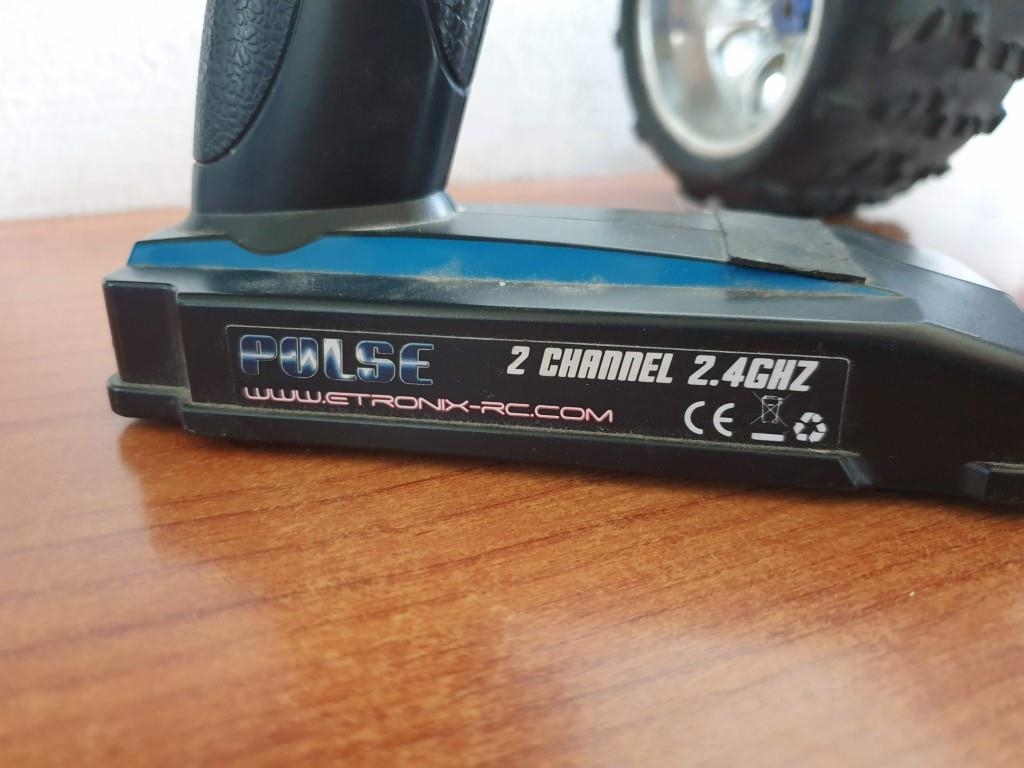 PULSE
2 CHANNEL 2.4GHZ
WWW.ETRONIX-RC.COM
CE